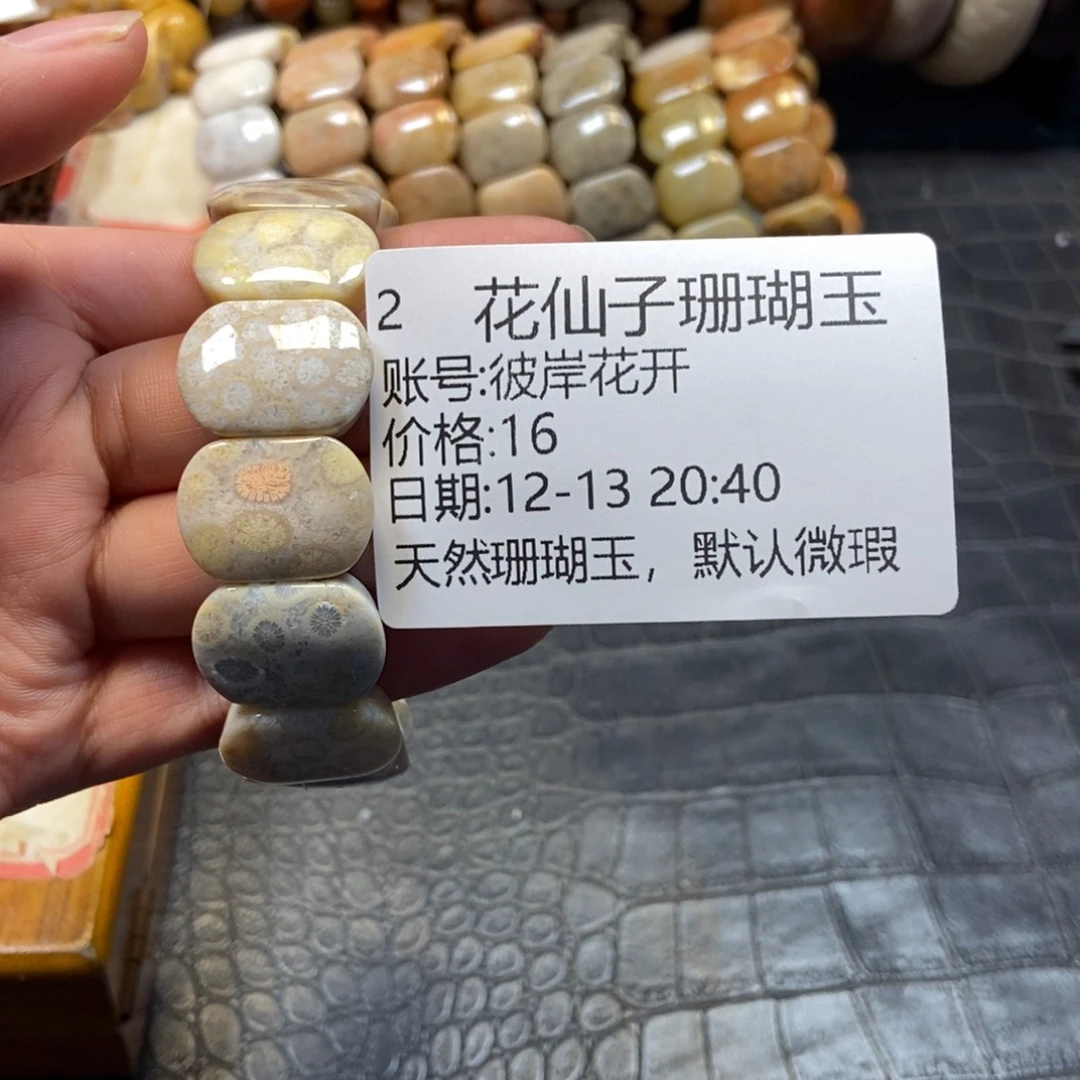 2 花仙子珊瑚玉
账号:彼岸花开
价格:16
日期:12-13 20:40
天然珊瑚玉，默认微瑕